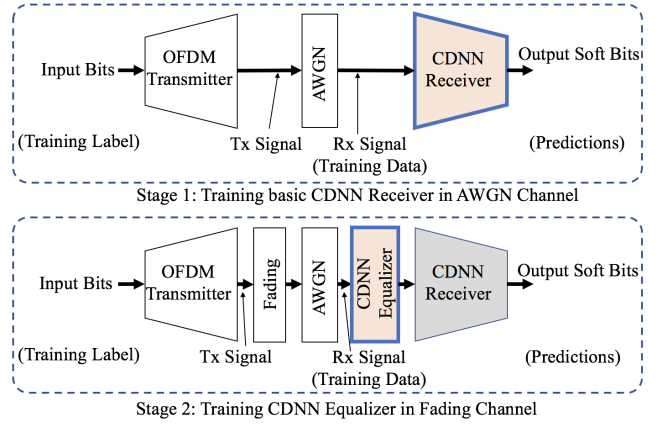 Input Bits
OFDM
Transmitter
AWGN
CDNN
Receiver
Output Soft Bits
(Training Label)
Tx Signal
Rx Signal
(Training Data)
(Predictions)
Stage 1: Training basic CDNN Receiver in AWGN Channel
Input Bits
OFDM
Transmitter
Fading
AWGN
CDNN
Equalizer
CDNN
Receiver
Output Soft Bits
(Training Label)
Tx Signal
Rx Signal
(Training Data)
(Predictions)
Stage 2: Training CDNN Equalizer in Fading Channel